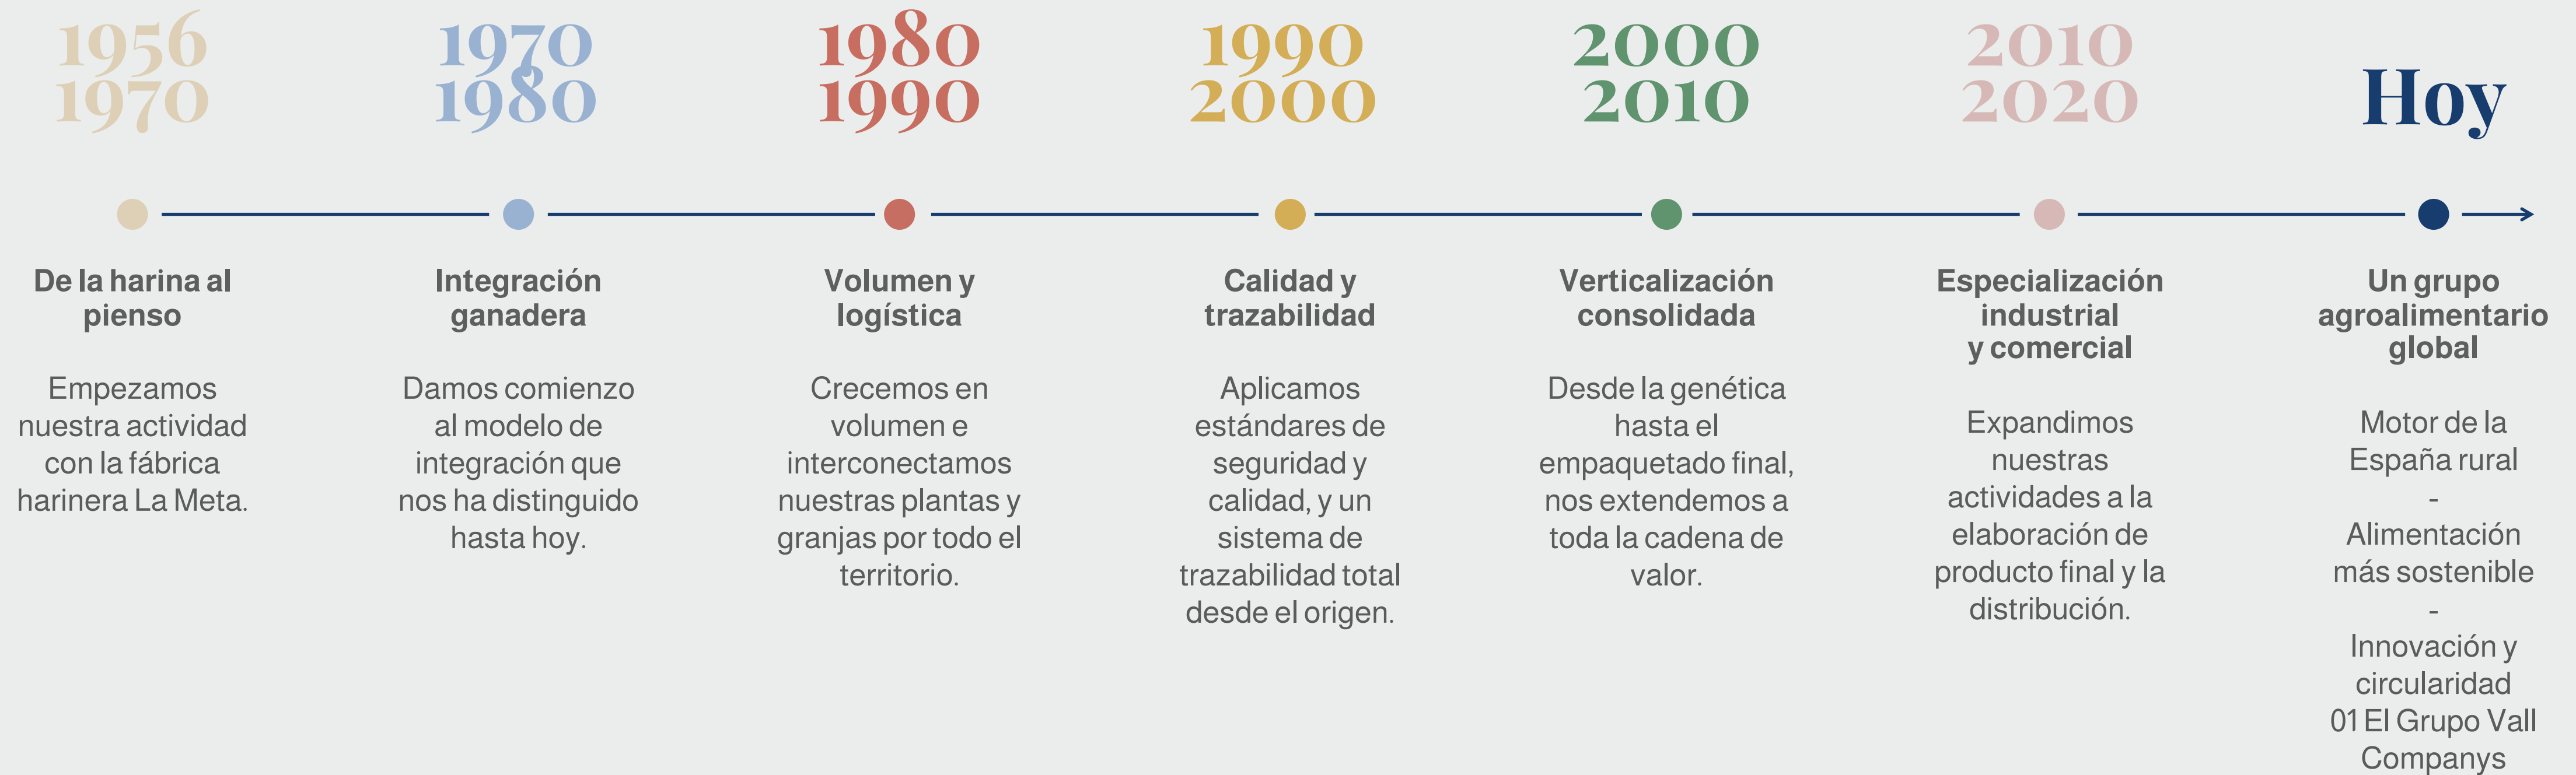 1956
1970
De la harina al
pienso
Empezamos
nuestra actividad
con la fábrica
harinera La Meta.
1970
1980
Integración
ganadera
Damos comienzo
al modelo de
integración que
nos ha distinguido
hasta hoy.
1980
1990
Volumen y
logística
Crecemos en
volumen e
interconectamos
nuestras plantas y
granjas por todo el
territorio.
1990
2000
Calidad y
trazabilidad
Aplicamos
estándares de
seguridad y
calidad, y un
sistema de
trazabilidad total
desde el origen.
2000
2010
Verticalización
consolidada
Desde la genética
hasta el
empaquetado final,
nos extendemos a
toda la cadena de
valor.
2010
2020
Especialización
industrial
y comercial
Expandimos
nuestras
actividades a la
elaboración de
producto final y la
distribución.
Hoy
Un grupo
agroalimentario
global
Motor de la
España rural
-
Alimentación
más sostenible
-
Innovación y
circularidad
01 El Grupo Vall
Companys